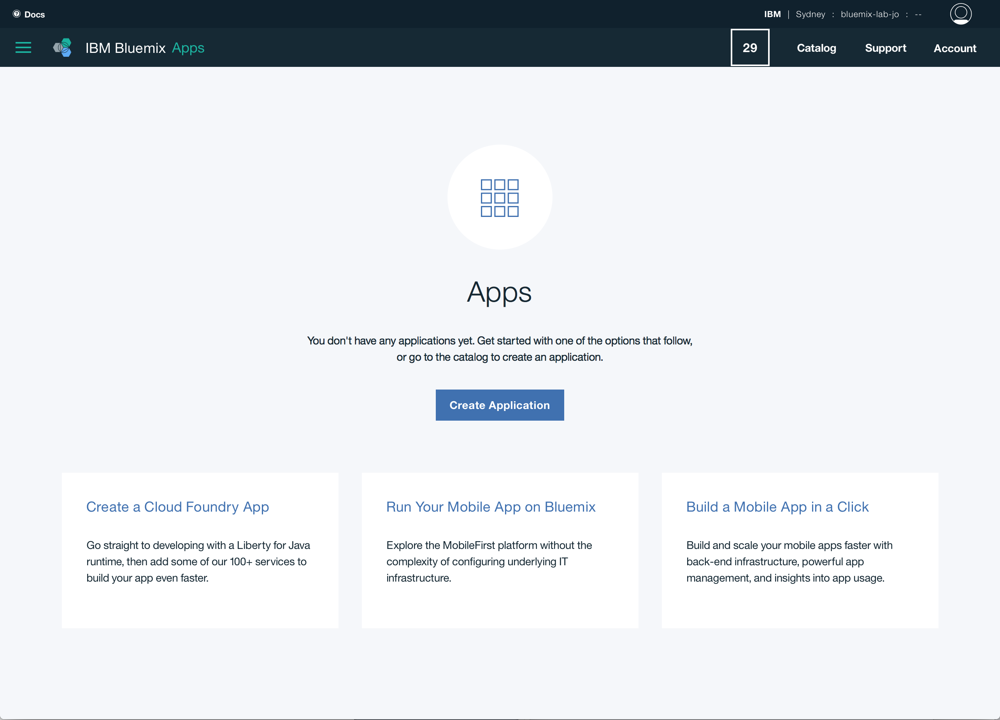 Docs
IBM | Sydney : bluemix-lab-jo : --
IBM Bluemix Apps
29
Catalog
Support
Account
Apps
You don't have any applications yet. Get started with one of the options that follow,
or go to the catalog to create an application.
Create Application
Create a Cloud Foundry App
Go straight to developing with a Liberty for Java
runtime, then add some of our 100+ services to
build your app even faster.
Run Your Mobile App on Bluemix
Explore the MobileFirst platform without the
complexity of configuring underlying IT
infrastructure.
Build a Mobile App in a Click
Build and scale your mobile apps faster with
back-end infrastructure, powerful app
management, and insights into app usage.